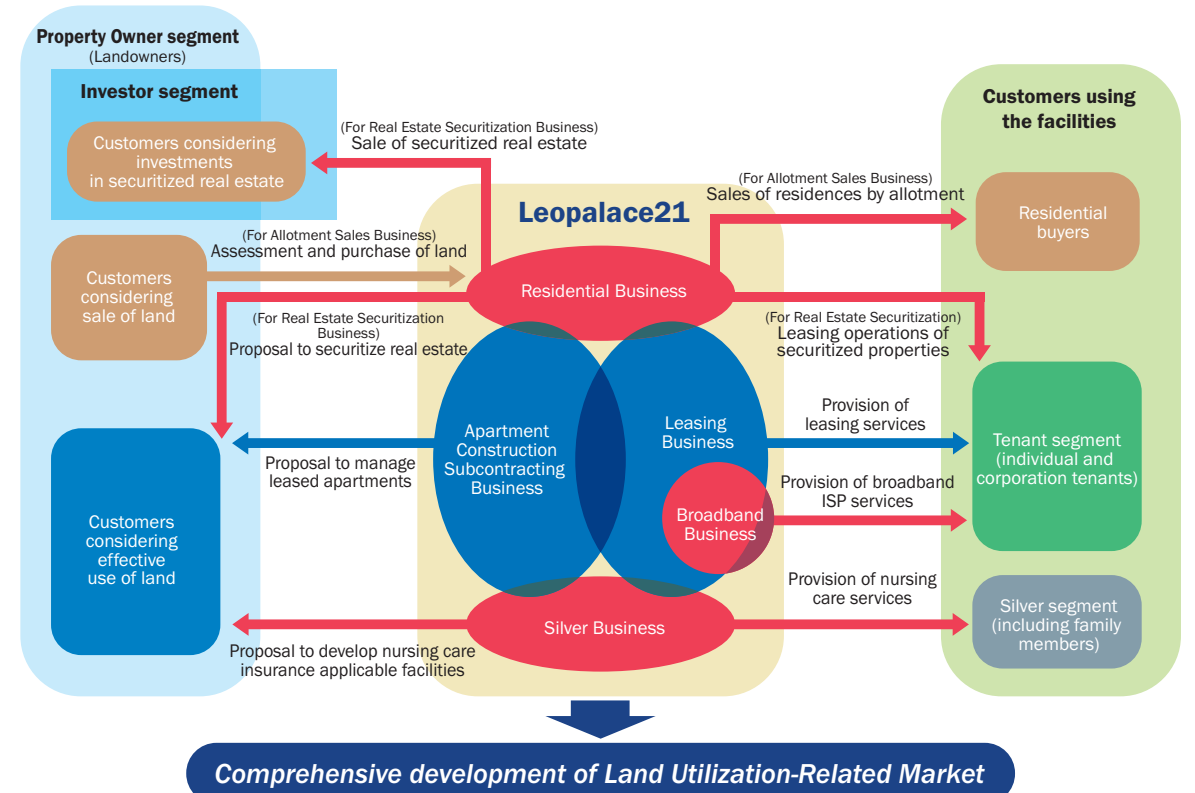 Property Owner segment
(Landowners)
Investor segment
Customers considering
investments
in securitized real estate
(For Real Estate Securitization Business)
Sale of securitized real estate
Customers
considering
sale of land
(For Allotment Sales Business)
Assessment and purchase of land
(For Real Estate Securitization
Business)
Proposal to securitize real estate
Customers
considering
effective
use of land
Proposal to manage
leased apartments
Proposal to develop nursing care
insurance applicable facilities
Leopalace21
Residential Business
Apartment
Construction
Subcontracting
Business
Leasing
Business
Broadband
Business
Silver Business
(For Allotment Sales Business)
Sales of residences by allotment
(For Real Estate Securitization)
Leasing operations of
securitized properties
Provision of
leasing services
Provision of broadband
ISP services
Provision of nursing
care services
Customers using
the facilities
Residential
buyers
Tenant segment
(individual and
corporation tenants)
Silver segment
(including family
members)
Comprehensive development of Land Utilization-Related Market